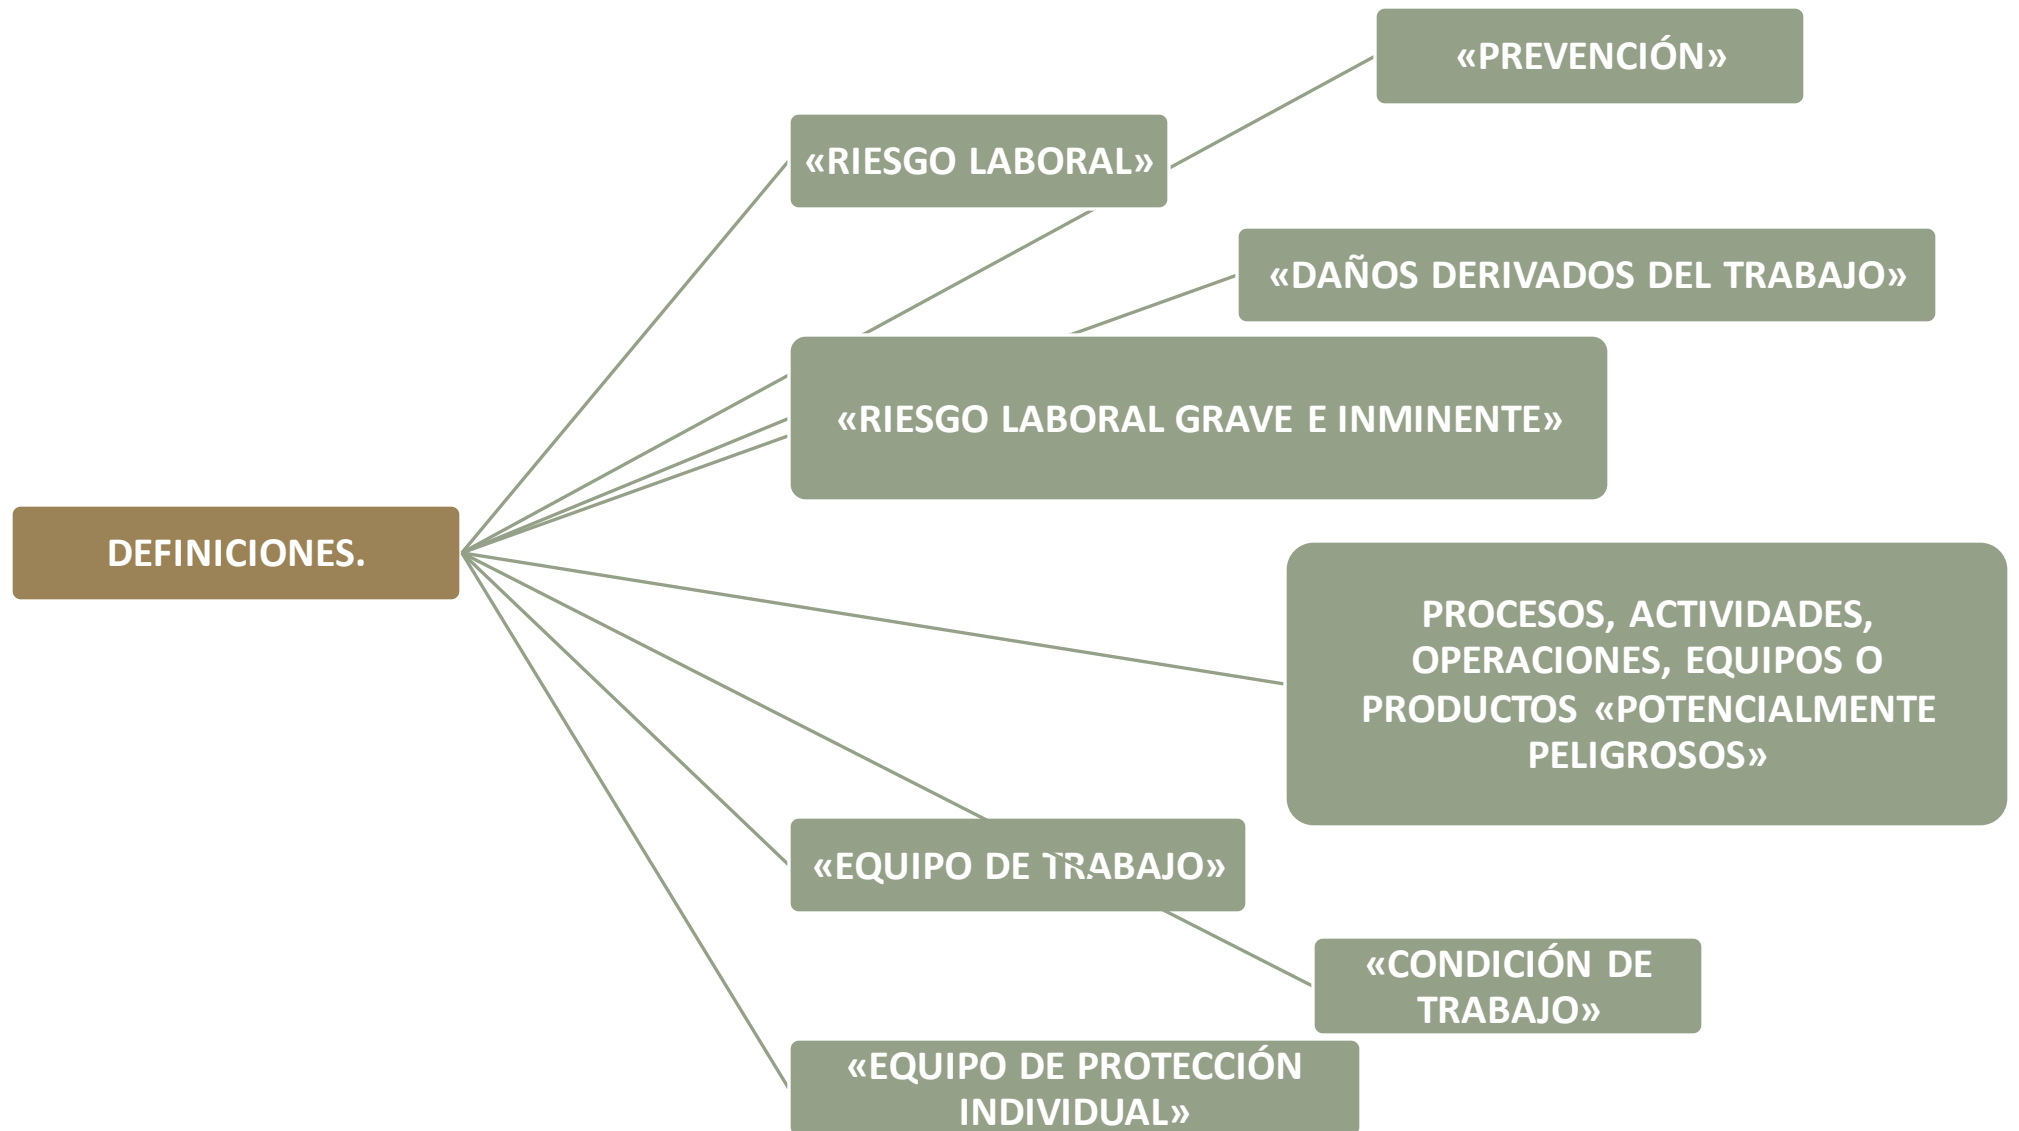 «PREVENCIÓN»
«RIESGO LABORAL»
«DAÑOS DERIVADOS DEL TRABAJO»
«RIESGO LABORAL GRAVE E INMINENTE»
DEFINICIONES.
PROCESOS, ACTIVIDADES,
OPERACIONES, EQUIPOS O
PRODUCTOS «POTENCIALMENTE
PELIGROSOS»
«EQUIPO DE TRABAJO»
«CONDICIÓN DE
TRABAJO»
«EQUIPO DE PROTECCIÓN
INDIVIDUAL»